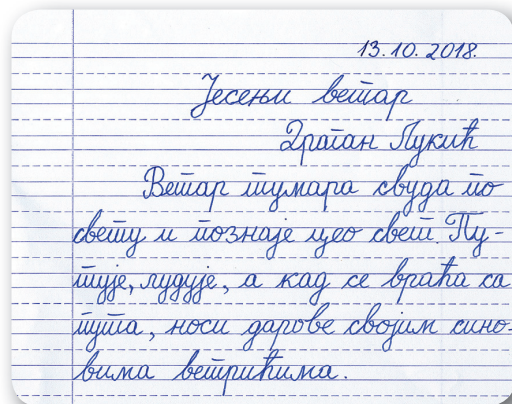 13.10.2018.
Јесењи ветар
Драган Лукић
Ветар тумара свуда по
свету и познаје цео свет. Пу-
тује, лудује, а кад се враћа са
пута, носи дарове својим сино-
вима ветрићима.